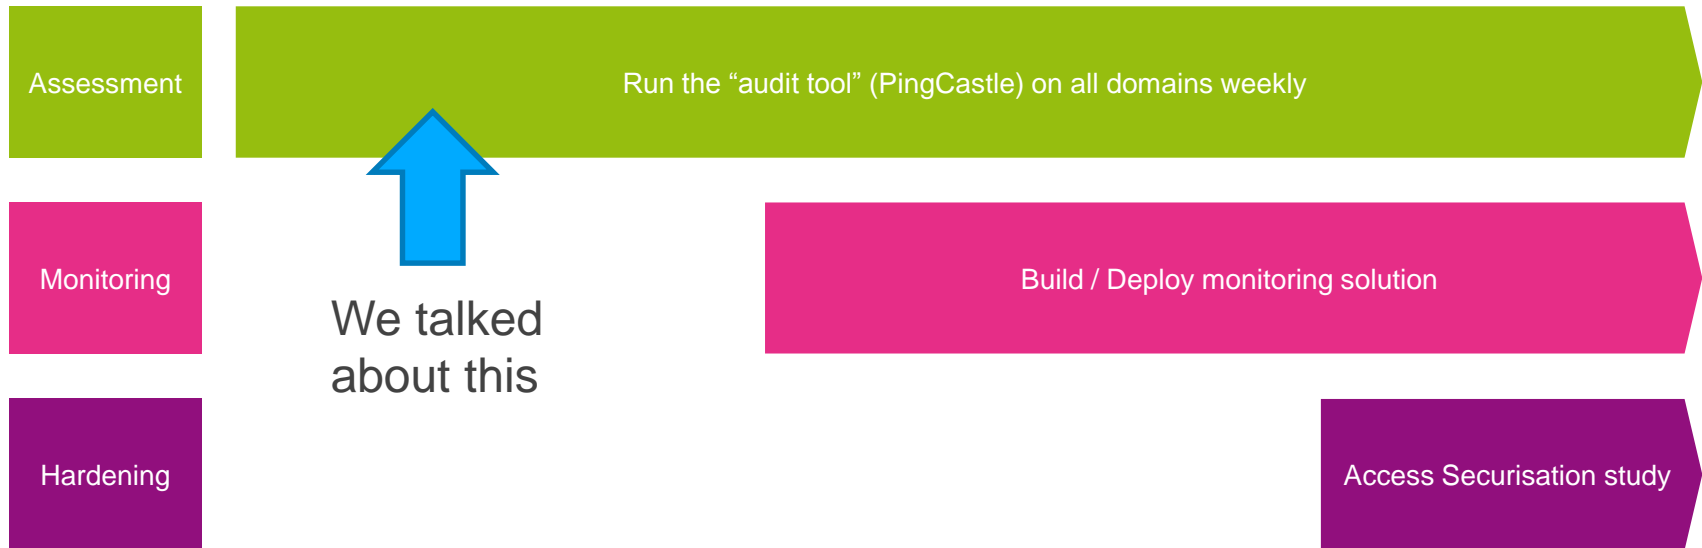 Assessment
Run the “audit tool” (PingCastle) on all domains weekly
Monitoring
Build / Deploy monitoring solution
We talked
about this
Hardening
Access Securisation study